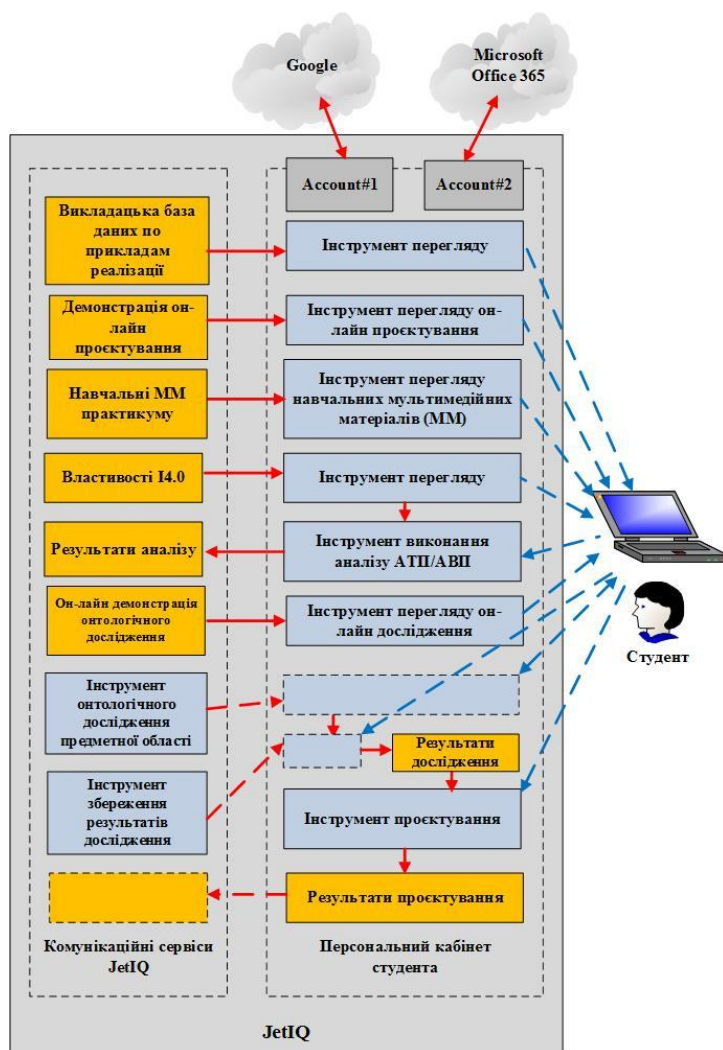 Google
Microsoft
Office 365
Account#1
Account#2
Викладацька база
даних по
прикладам
реалізації
Інструмент перегляду
Демонстрація он-
лайн
проєктування
Інструмент перегляду он-
лайн проєктування
Навчальні ММ
практикуму
Інструмент перегляду
навчальних мультимедійних
матеріалів (ММ)
Властивості І4.0
Інструмент перегляду
Результати аналізу
Інструмент виконання
аналізу АТП/АВП
Он-лайн демонстрація
онтологічного
дослідження
Інструмент перегляду он-
лайн дослідження
Студент
Інструмент
онтологічного
дослідження
предметної області
Результати
дослідження
Інструмент
збереження
результатів
дослідження
Інструмент проєктування
Результати проєктування
Комунікаційні сервіси
JetIQ
Персональний кабінет
студента
JetIQ